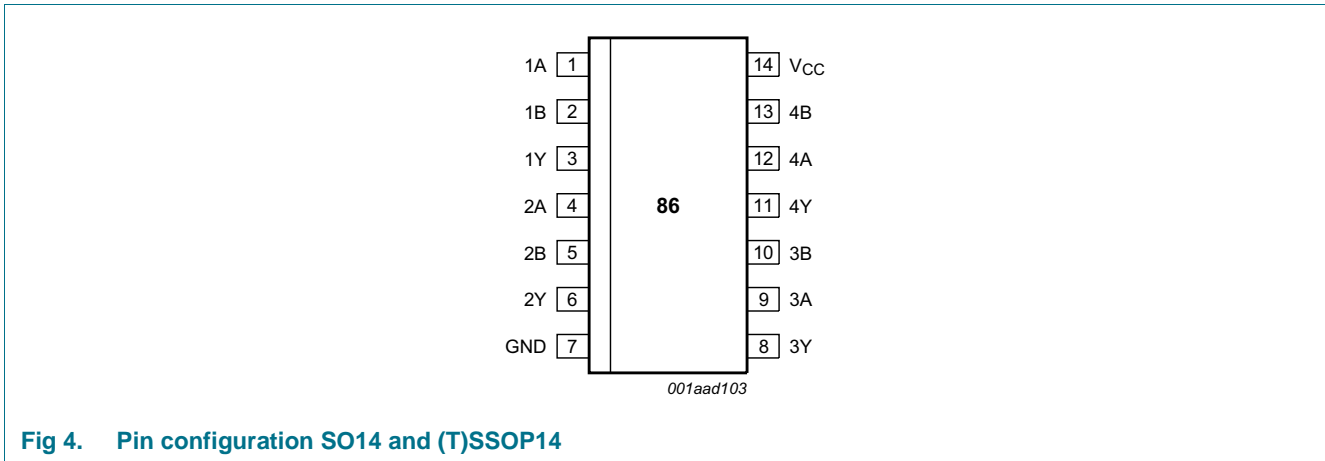 1A 1 14 VCC
1B 2 13 4B
1Y 3 12 4A
2A 4 86 11 4Y
2B 5 10 3B
2Y 6 9 3A
GND 7 8 3Y
001aad103
Fig 4. Pin configuration SO14 and (T)SSOP14